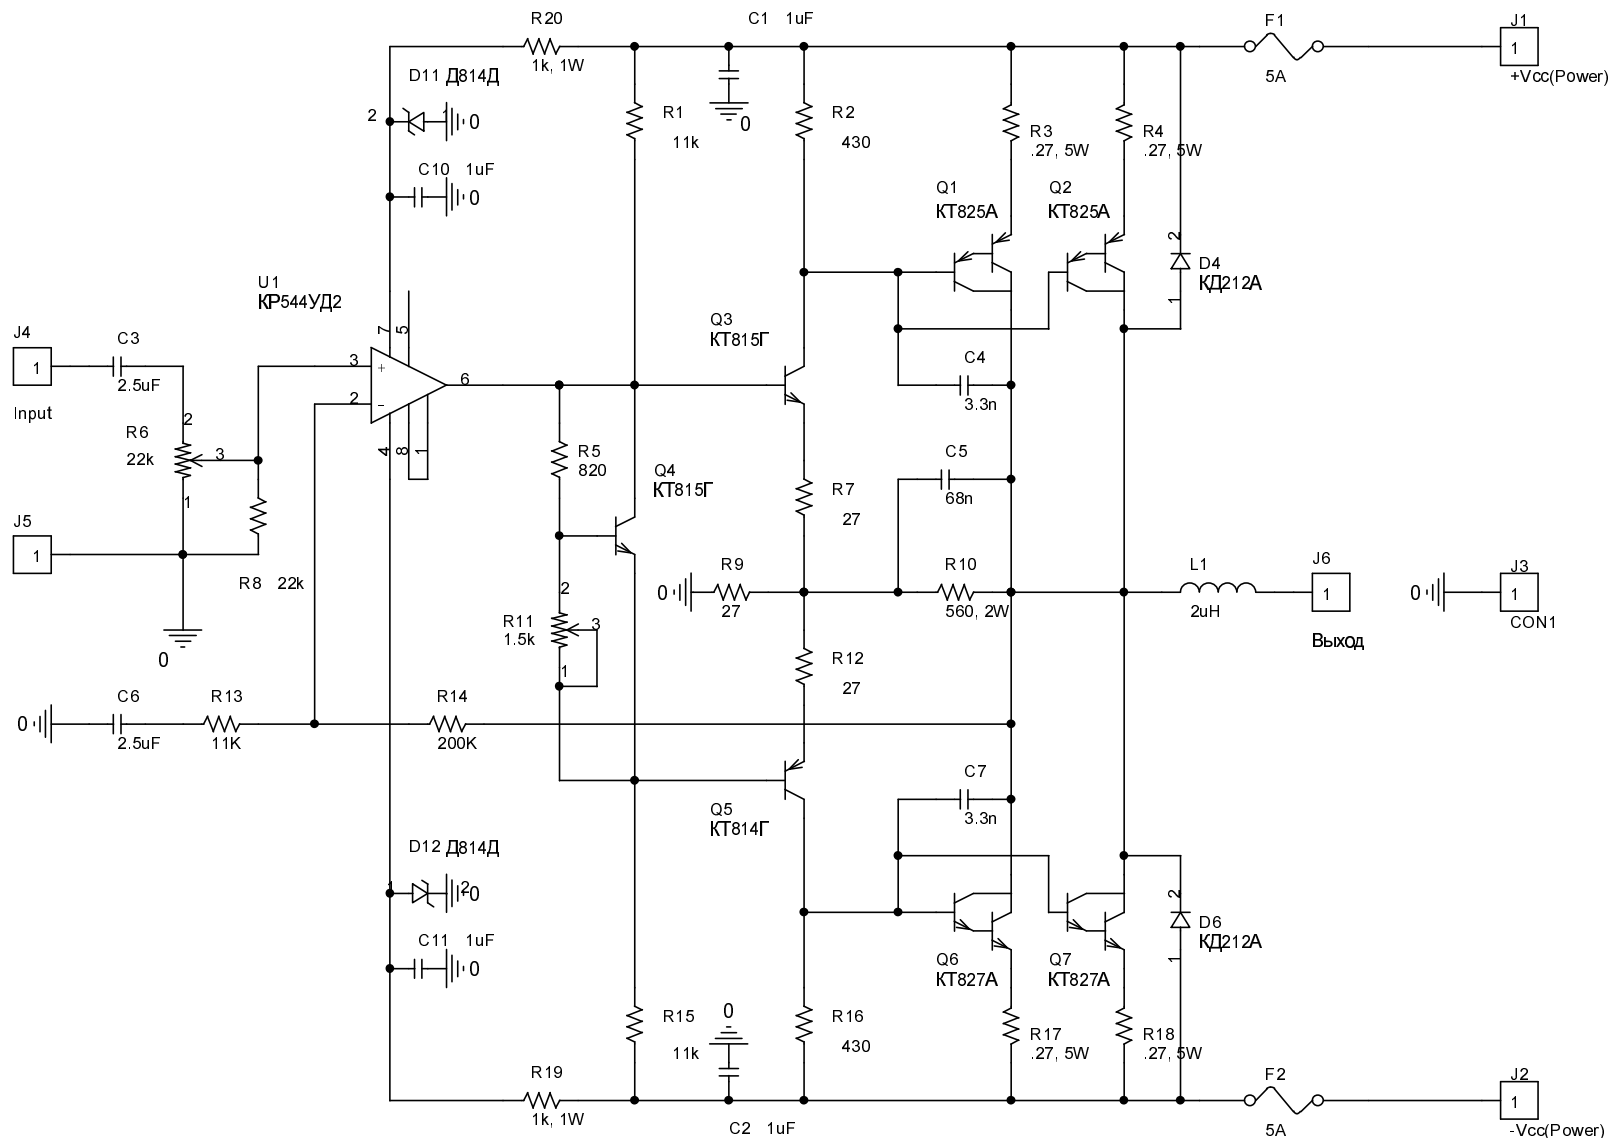 R20
C1 1uF
F1
J1
1
1k, 1W
5A
+Vcc(Power)
D11 Д814Д
2
1
0
R1
11k
0
R2
430
R3
.27, 5W
R4
.27, 5W
C10 1uF
0
Q1
КТ825А
Q2
КТ825А
2
D4
КД212А
1
U1
КР544УД2
7
5
J4
1
Input
C3
2.5uF
3
+
2
-
6
Q3
КТ815Г
C4
3.3n
2
R6
22k
3
1
4
8
1
R5
820
Q4
КТ815Г
C5
68n
R7
27
J5
1
R8 22k
0
R9
27
0
R10
560, 2W
L1
2uH
J6
1
Выход
0
J3
1
CON1
2
R11
1.5k
3
1
R12
27
0
C6
2.5uF
R13
11K
R14
200K
Q5
КТ814Г
C7
3.3n
D12 Д814Д
1
2
0
C11 1uF
0
Q6
КТ827А
Q7
КТ827А
2
D6
КД212А
1
0
R15
11k
R16
430
R17
.27, 5W
R18
.27, 5W
R19
1k, 1W
C2 1uF
F2
5A
J2
1
-Vcc(Power)